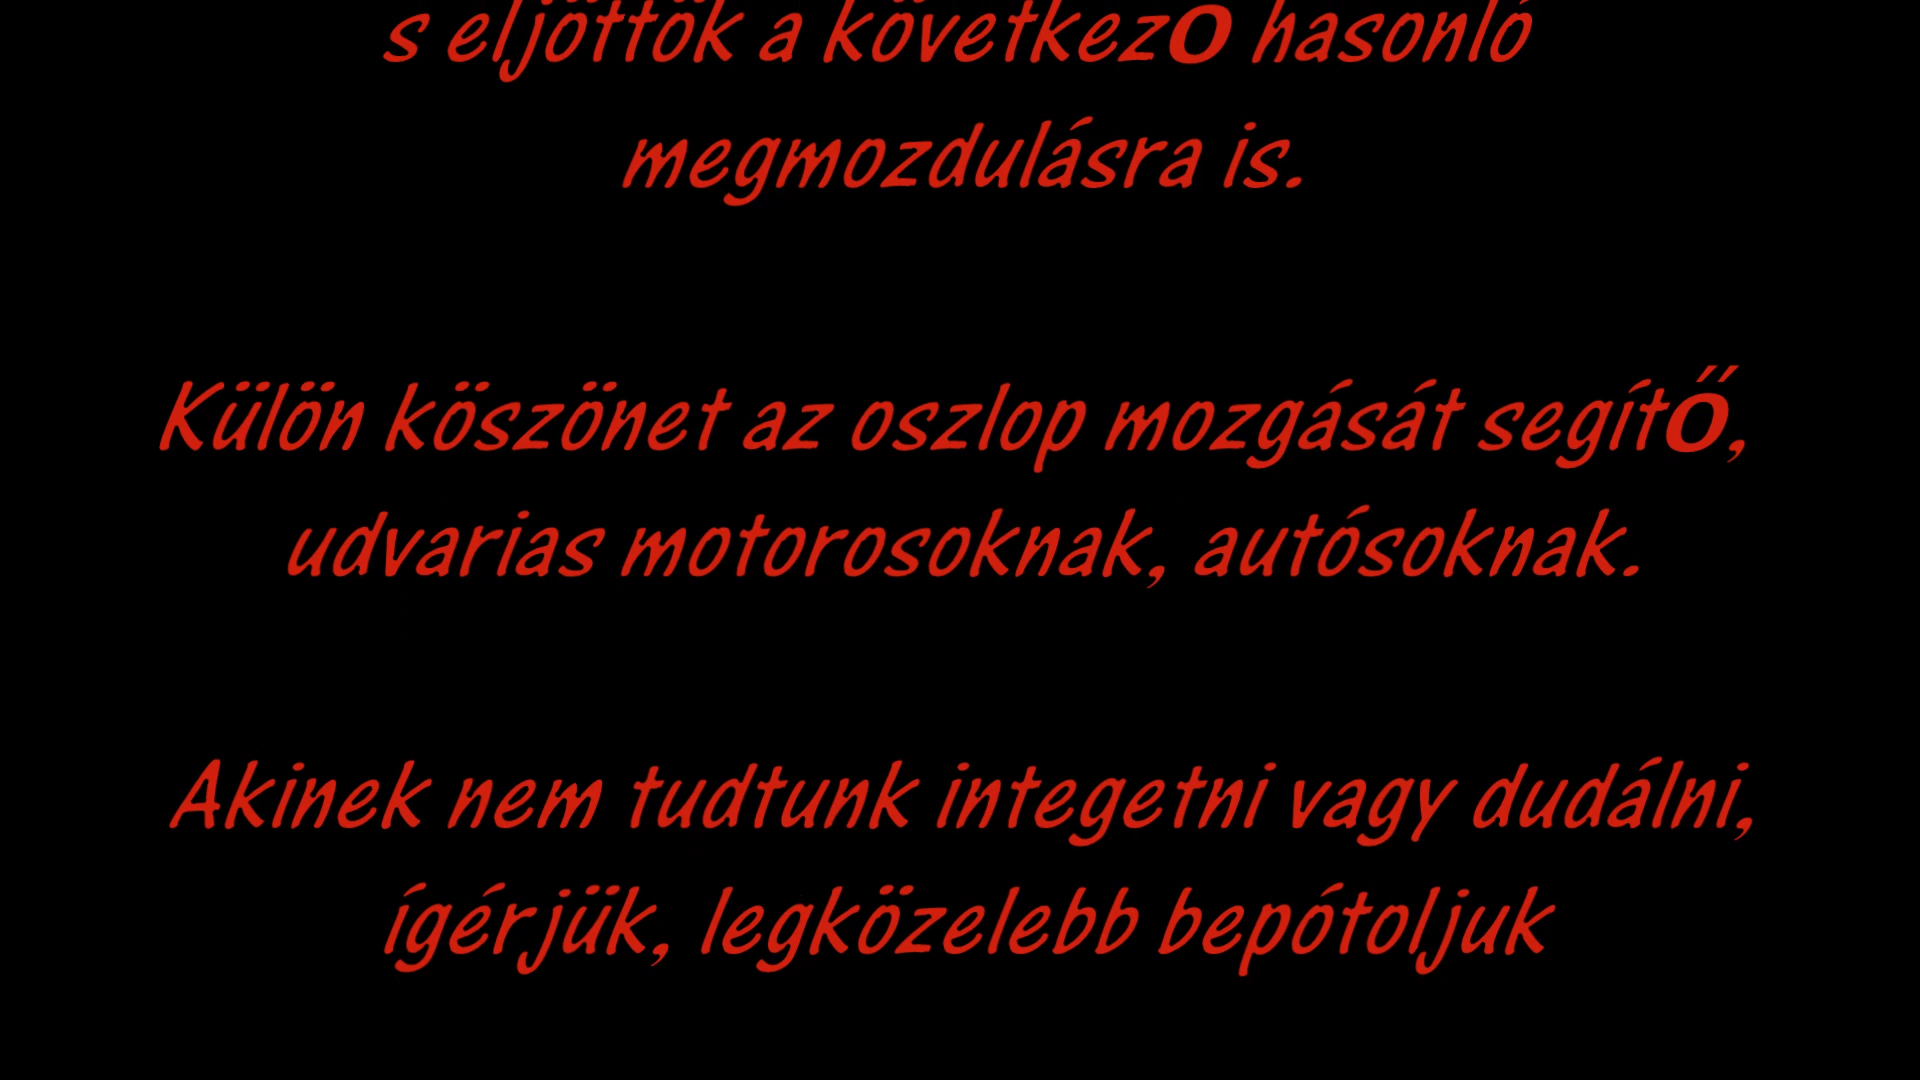 s eljöttök a következő hasonló
megmozdulásra is.
Külön köszönet az oszlop mozgását segítő,
udvarias motorosoknak, autósoknak.
Akinek nem tudtunk integetni vagy dudálni,
ígérjük, legközelebb bepótoljuk